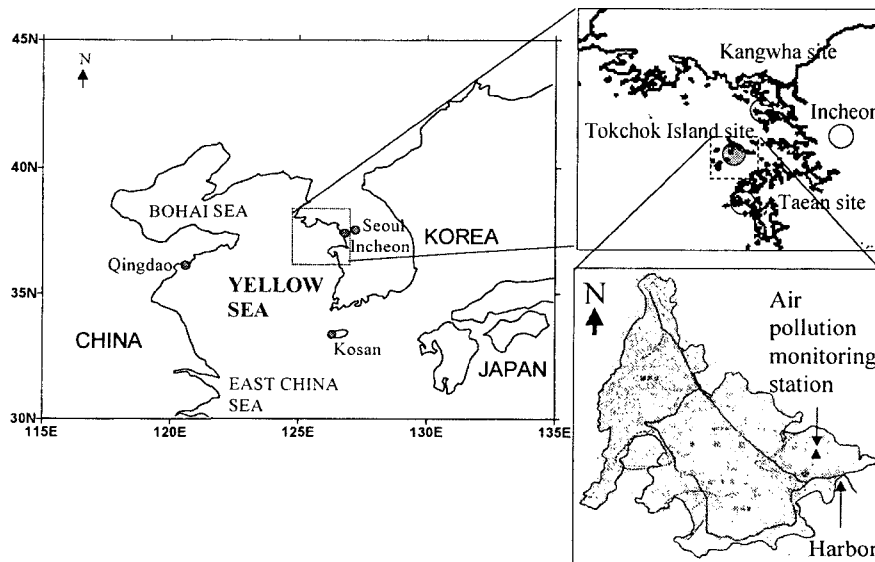 45N
N
40N
BOHAI SEA
Seoul
Incheon
KOREA
Qingdao
YELLOW
SEA
35N
CHINA
Kosan
JAPAN
EAST CHINA
SEA
30N
115E
120E
125E
130E
135E
Kangwha site
Incheon
Tokchok Island site
Taean site
N
Air
pollution
monitoring
station
Harbor